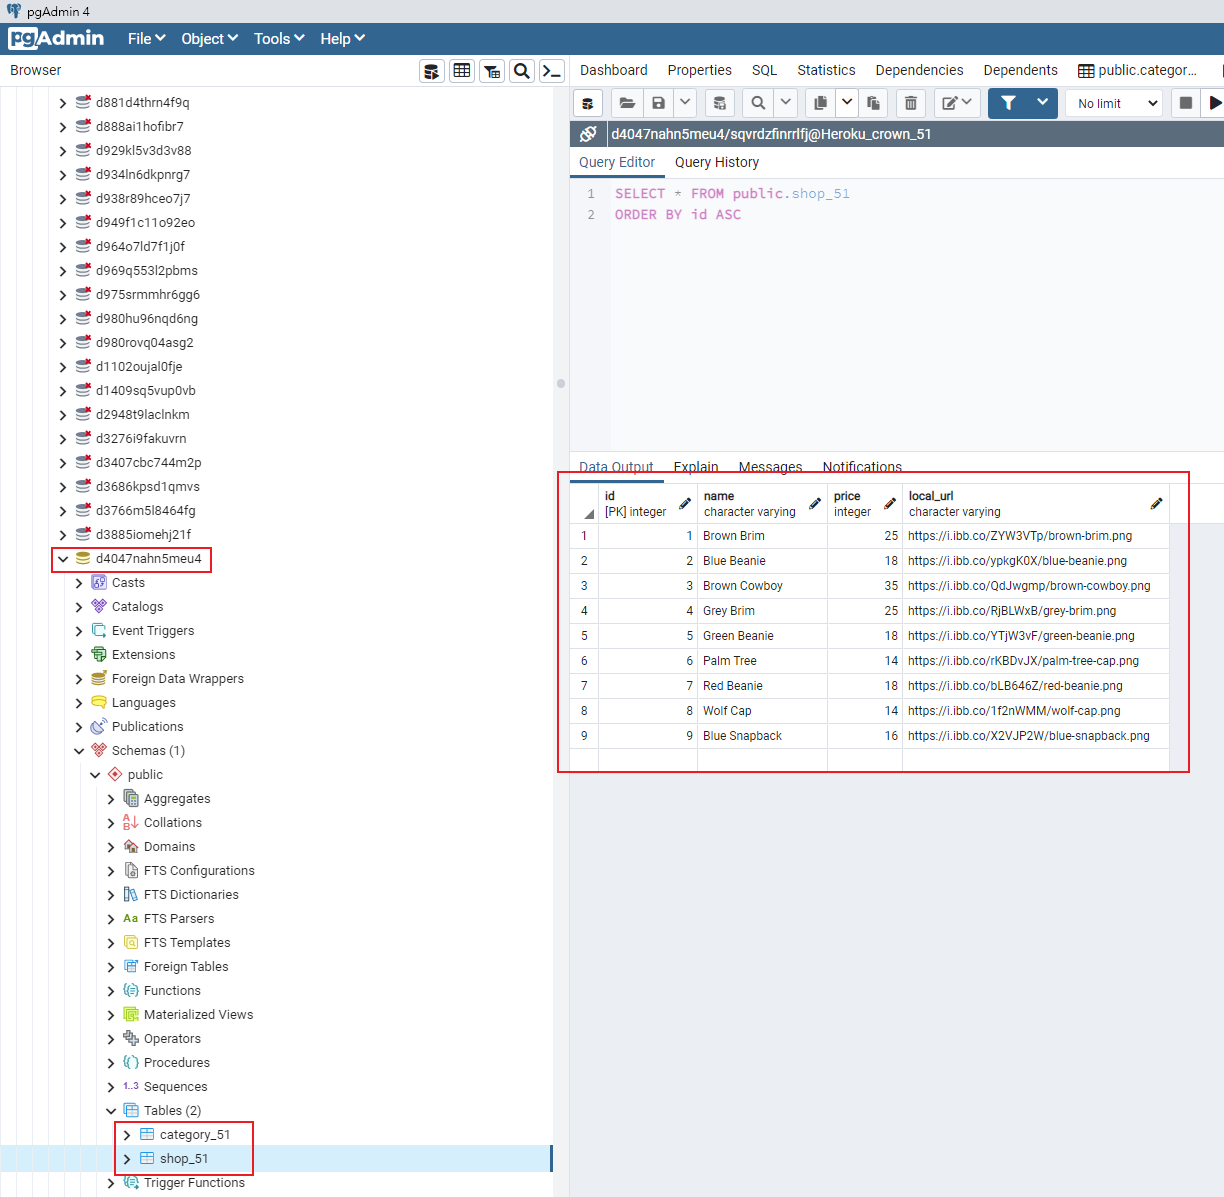 pgAdmin 4
pgAdmin
File
Object
Tools
Help
Browser
d881d4thrn4f9q
d888ai1hofibr7
d929kl5v3d3v88
d934ln6dkpnrg7
d938r89hceo7j7
d949f1c11o92eo
d964o7ld7f1j0f
d969q553l2pbms
d975srmmhr6gg6
d980hu96nqd6ng
d980rovq04asg2
d1102oujal0fje
d1409sq5vup0vb
d2948t9laclnkm
d3276i9fakuvrn
d3407cbc744m2p
d3686kpsd1qmvs
d3766m5l8464fg
d3885iomehj21f
d4047nahn5meu4
Casts
Catalogs
Event Triggers
Extensions
Foreign Data Wrappers
Languages
Publications
Schemas (1)
public
Aggregates
Collations
Domains
FTS Configurations
FTS Dictionaries
Aa FTS Parsers
FTS Templates
Foreign Tables
Functions
Materialized Views
Operators
Procedures
1..3 Sequences
Tables (2)
category_51
shop_51
Trigger Functions
Dashboard Properties SQL Statistics Dependencies Dependents public.categor...
No limit
d4047nahn5meu4/sqvrdzfinrrlfj@Heroku_crown_51
Query Editor Query History
1 SELECT * FROM public.shop_51
2 ORDER BY id ASC
Data Output Explain Messages Notifications
id name price local_url
[PK] integer character varying integer character varying
1 1 Brown Brim 25 https://i.ibb.co/ZYW3VTp/brown-brim.png
2 2 Blue Beanie 18 https://i.ibb.co/ypkgK0X/blue-beanie.png
3 3 Brown Cowboy 35 https://i.ibb.co/QdJwgmp/brown-cowboy.png
4 4 Grey Brim 25 https://i.ibb.co/RjBLWxB/grey-brim.png
5 5 Green Beanie 18 https://i.ibb.co/YTjW3vF/green-beanie.png
6 6 Palm Tree 14 https://i.ibb.co/rKBDvJX/palm-tree-cap.png
7 7 Red Beanie 18 https://i.ibb.co/bLB646Z/red-beanie.png
8 8 Wolf Cap 14 https://i.ibb.co/1f2nWMM/wolf-cap.png
9 9 Blue Snapback 16 https://i.ibb.co/X2VJP2W/blue-snapback.png